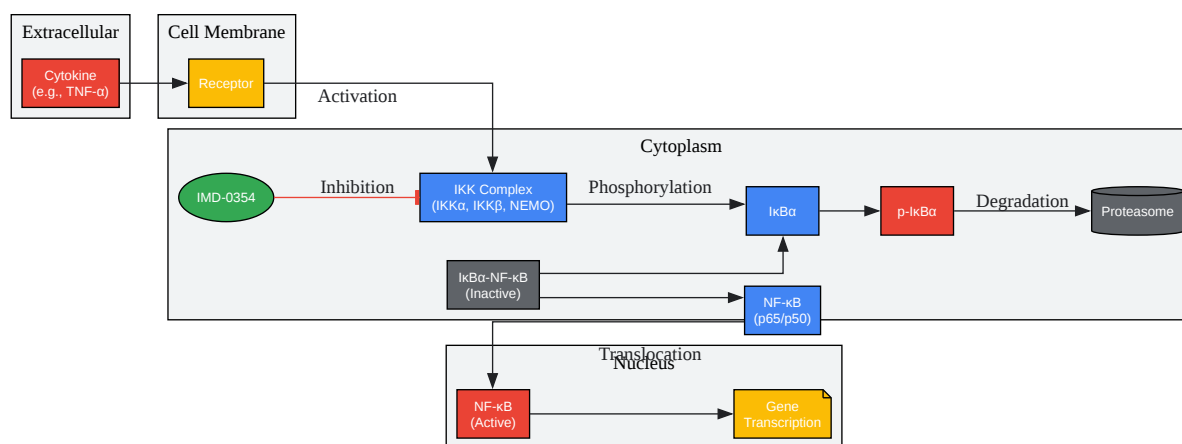 Extracellular
Cytokine
(e.g., TNF-α)
Cell Membrane
Receptor
Activation
Cytoplasm
IMD-0354
Inhibition
IKK Complex
(IKKα, IKKβ, NEMO)
Phosphorylation
IκBα
p-IκBα
Degradation
Proteasome
IκBα-NF-κB
(Inactive)
NF-κB
(p65/p50)
Translocation
Nucleus
NF-κB
(Active)
Gene
Transcription